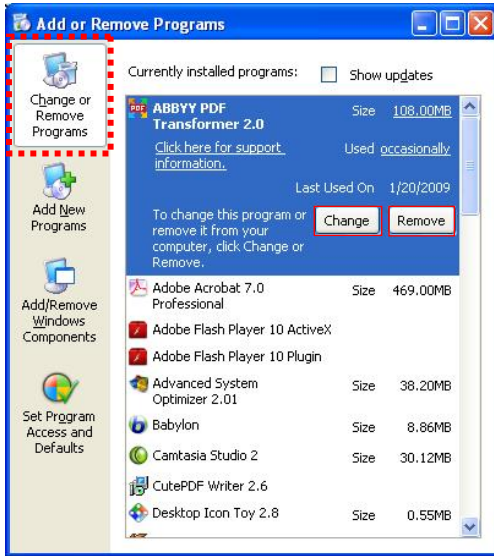 Add or Remove Programs
Change or
Remove
Programs
Add New
Programs
Add/Remove
Windows
Components
Set Program
Access and
Defaults
Currently installed programs: Show updates
ABBYY PDF
Transformer 2.0 Size 108.00MB
Click here for support
information. Used occasionally
Last Used On 1/20/2009
To change this program or
remove it from your
computer, click Change or
Remove. Change Remove
Adobe Acrobat 7.0
Professional Size 469.00MB
Adobe Flash Player 10 ActiveX
Adobe Flash Player 10 Plugin
Advanced System
Optimizer 2.01 Size 38.20MB
Babylon Size 8.86MB
Camtasia Studio 2 Size 30.12MB
CutePDF Writer 2.6
Desktop Icon Toy 2.8 Size 0.55MB